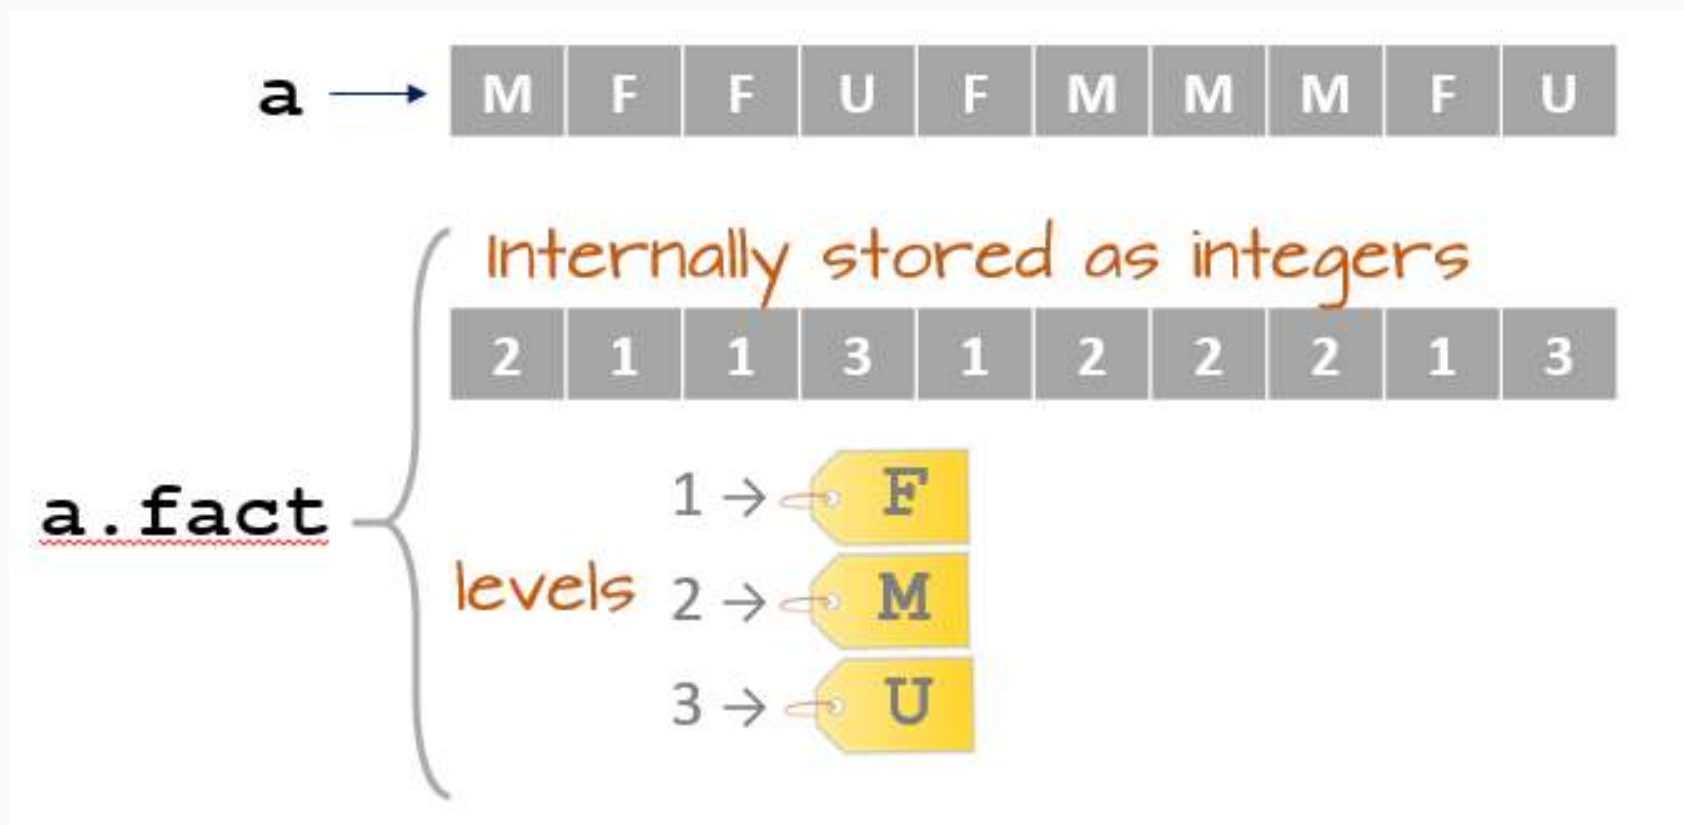 a → M F F U F M M M F U
Internally stored as integers
2 1 1 3 1 2 2 2 1 3
a.fact
levels
1 → F
2 → M
3 → U